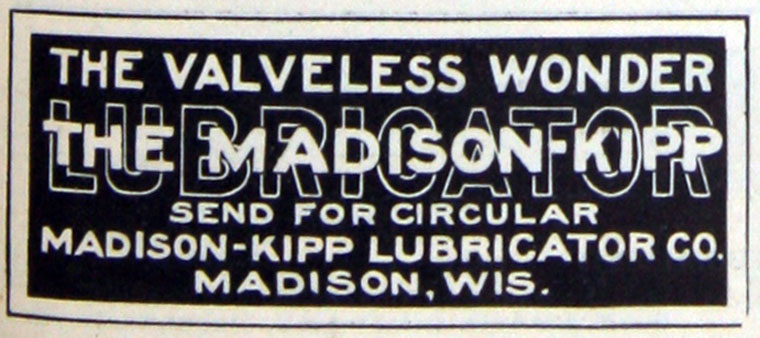 THE VALVELESS WONDER
LUBRICATOR
THE MADISON-KIPP
SEND FOR CIRCULAR
MADISON-KIPP LUBRICATOR CO.
MADISON, WIS.